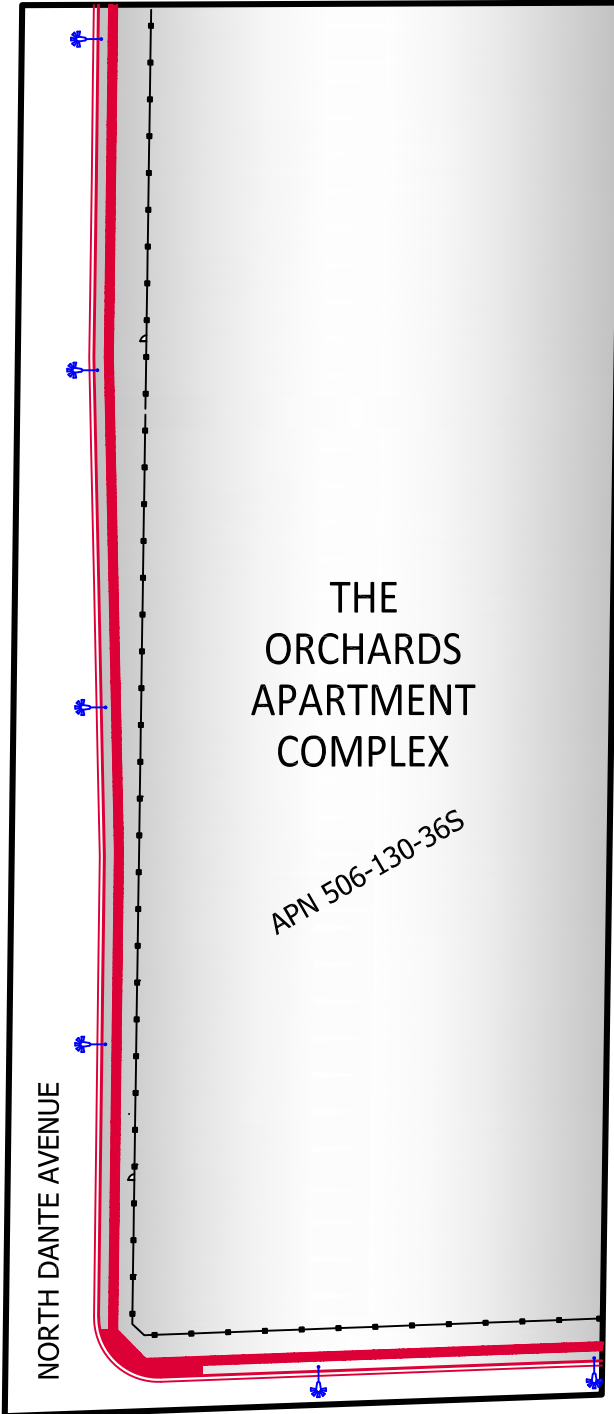 THE
ORCHARDS
APARTMENT
COMPLEX
APN 506-130-36S
NORTH DANTE AVENUE